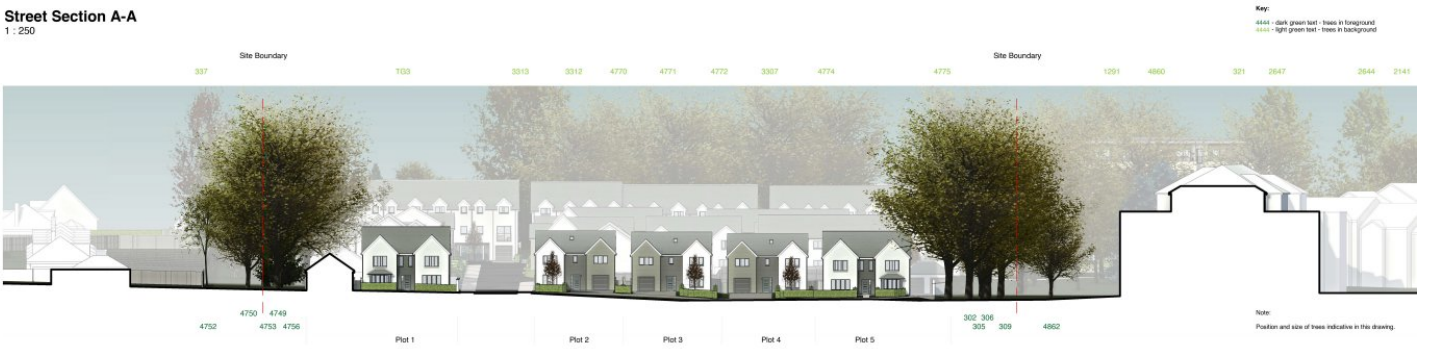 Street Section A-A
1 : 250
Key:
4444 - dark green text - trees in foreground
4444 - light green text - trees in background
Site Boundary
Site Boundary
337 TG3 3313 3312 4770 4771 4772 3307 4774 4775 1291 4860 321 2647 2644 2141
4750 4749
4752 4753 4756
302 306
305 309 4862
Note:
Position and size of trees indicative in this drawing.
Plot 1 Plot 2 Plot 3 Plot 4 Plot 5